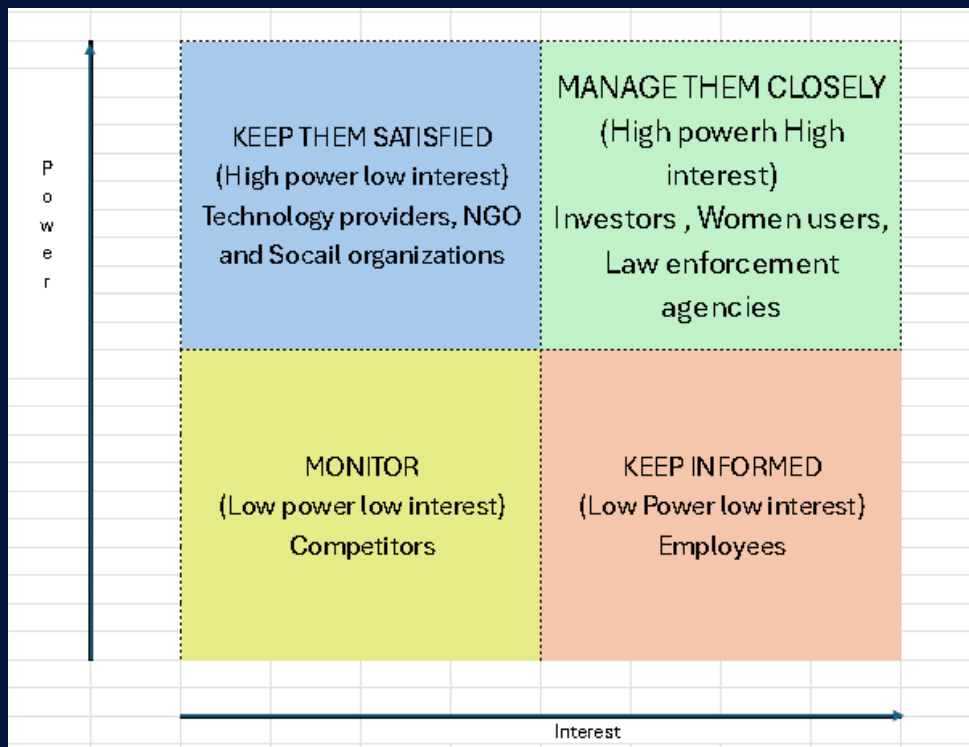 Power
KEEP THEM SATISFIED
(High power low interest)
Technology providers, NGO
and Socail organizations
MANAGE THEM CLOSELY
(High powerh High
interest)
Investors , Women users,
Law enforcement
agencies
MONITOR
(Low power low interest)
Competitors
KEEP INFORMED
(Low Power low interest)
Employees
Interest